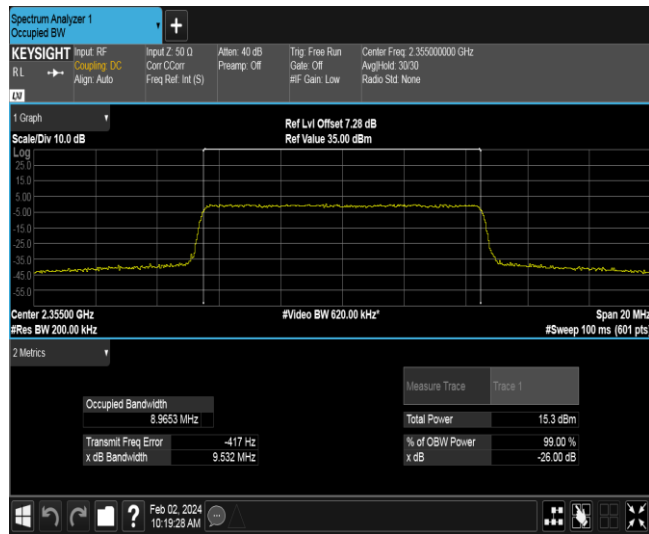 Spectrum Analyzer 1
Occupied BW
KEYSIGHT
R L
LXI
Input: RF
Coupling: DC
Align: Auto
Input Z: 50 Ω
Corr CCorr
Freq Ref: Int (S)
Atten: 40 dB
Preamp: Off
Trig: Free Run
Gate: Off
#IF Gain: Low
Center Freq: 2.355000000 GHz
Avg|Hold: 30/30
Radio Std: None
1 Graph
Scale/Div 10.0 dB
Ref Lvl Offset 7.28 dB
Ref Value 35.00 dBm
Log
25.0
15.0
5.00
-5.00
-15.0
-25.0
-35.0
-45.0
-55.0
Center 2.35500 GHz
#Res BW 200.00 kHz
#Video BW 620.00 kHz*
Span 20 MHz
#Sweep 100 ms (601 pts)
2 Metrics
Measure Trace Trace 1
Occupied Bandwidth
8.9653 MHz
Total Power 15.3 dBm
Transmit Freq Error -417 Hz
% of OBW Power 99.00 %
x dB Bandwidth 9.532 MHz
x dB -26.00 dB
?
Feb 02, 2024
10:19:28 AM